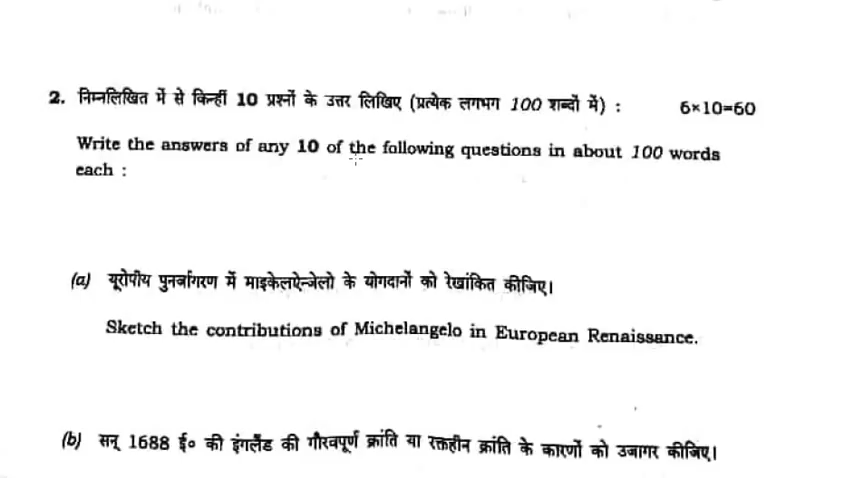 2. निम्नलिखित में से किन्हीं 10 प्रश्नों के उत्तर लिखिए (प्रत्येक लगभग 100 शब्दों में) : 6×10=60
Write the answers of any 10 of the following questions in about 100 words
each :
(a) यूरोपीय पुनर्जागरण में माइकेलऐन्जेलो के योगदानों को रेखांकित कीजिए।
Sketch the contributions of Michelangelo in European Renaissance.
(b) सन् 1688 ई० की इंगलैंड की गौरवपूर्ण क्रांति या रक्तहीन क्रांति के कारणों को उजागर कीजिए।